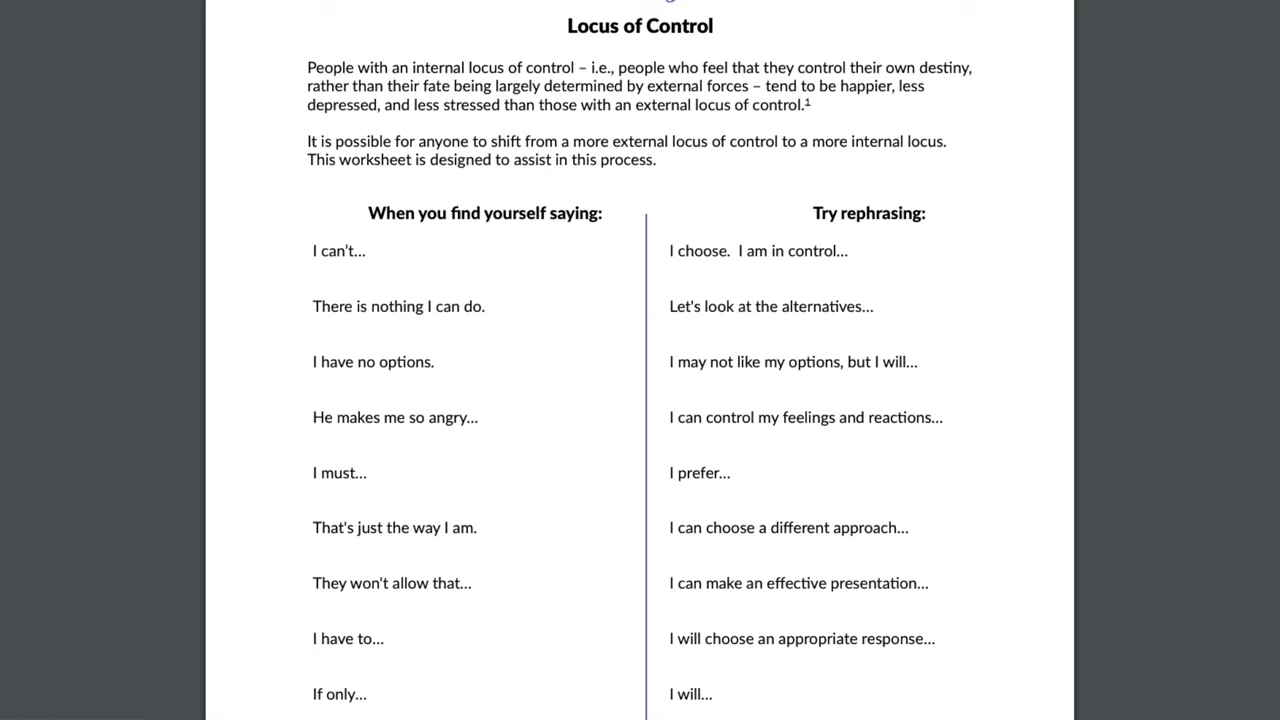 Locus of Control
People with an internal locus of control – i.e., people who feel that they control their own destiny,
rather than their fate being largely determined by external forces – tend to be happier, less
depressed, and less stressed than those with an external locus of control.¹
It is possible for anyone to shift from a more external locus of control to a more internal locus.
This worksheet is designed to assist in this process.
When you find yourself saying: Try rephrasing:
I can't... I choose.  I am in control...
There is nothing I can do. Let's look at the alternatives...
I have no options. I may not like my options, but I will...
He makes me so angry... I can control my feelings and reactions...
I must... I prefer...
That's just the way I am. I can choose a different approach...
They won't allow that... I can make an effective presentation...
I have to... I will choose an appropriate response...
If only... I will...